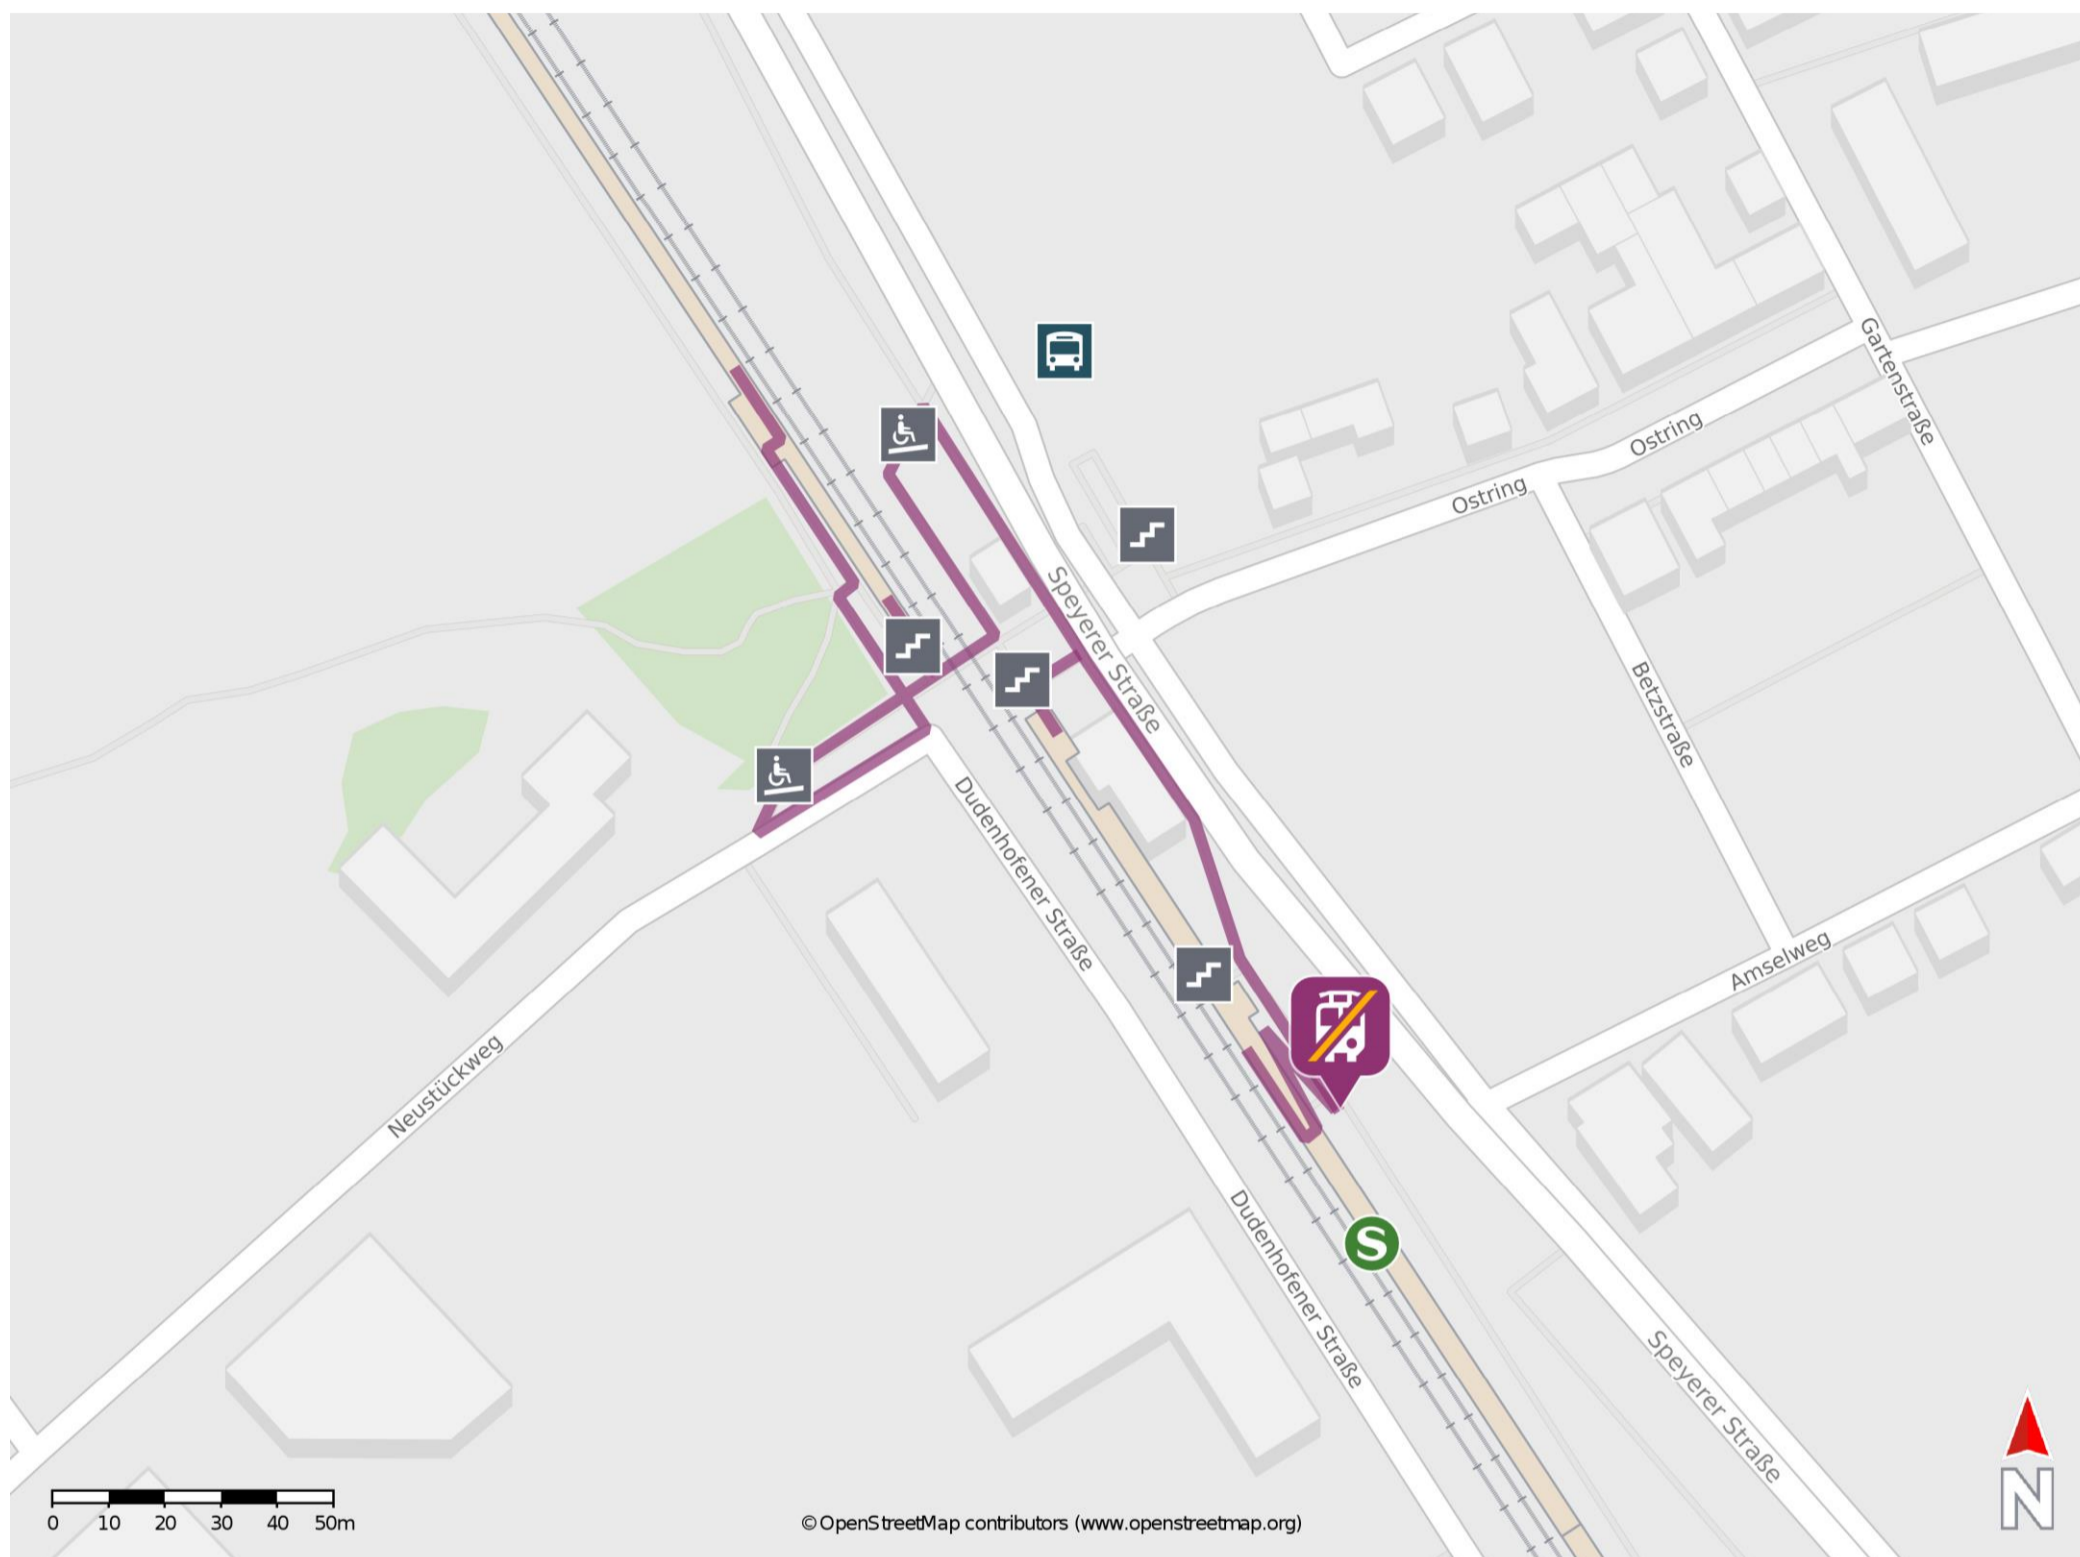 Gartenstraße
Ostring
Ostring
Speyerer Straße
Betzstraße
Dudenhofener Straße
Amselweg
Neustückweg
S
Dudenhofener Straße
Speyerer Straße
N
0 10 20 30 40 50m
© OpenStreetMap contributors (www.openstreetmap.org)